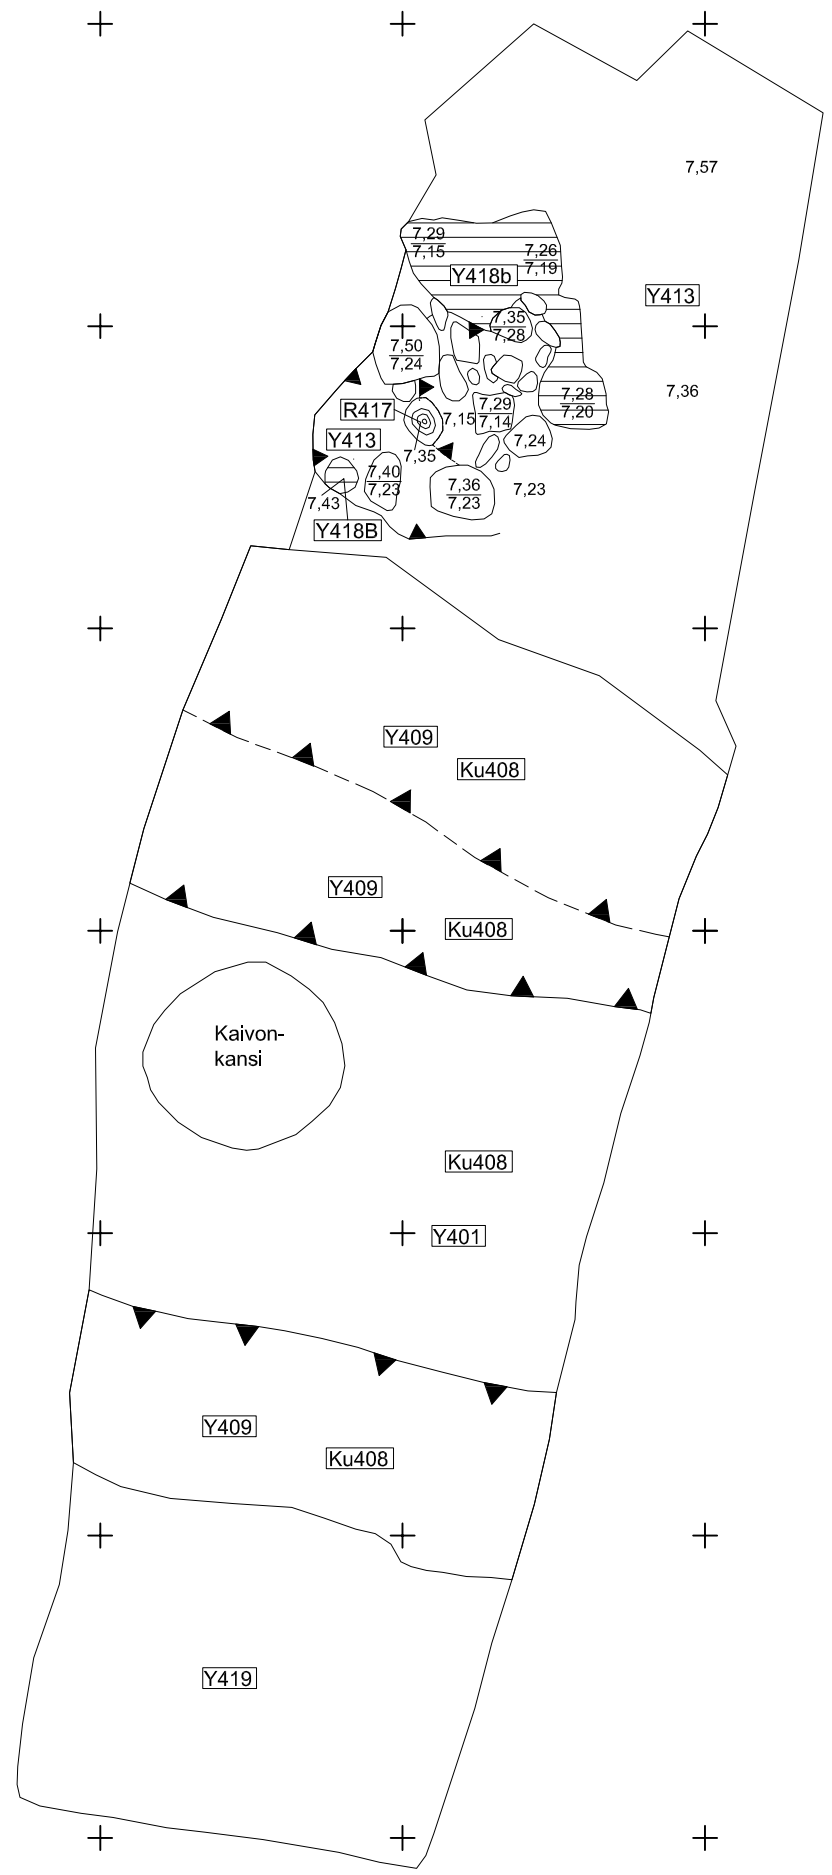 7,57
7,29
7,15
7,26
7,19
Y418b
Y413
7,35
7,28
7,50
7,24
7,36
7,28
7,20
R417
7,15
7,29
7,14
Y413
7,35
7,24
7,40
7,23
7,36
7,23
7,23
7,43
Y418B
Y409
Ku408
Y409
Ku408
Kaivon-
kansi
Ku408
Y401
Y409
Ku408
Y419